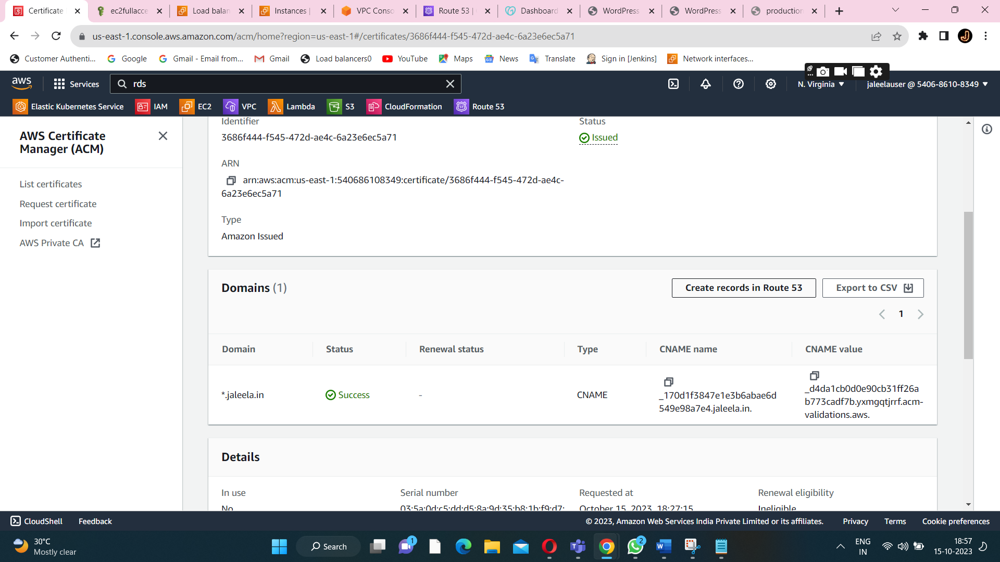 Certificate
ec2fullacce
Load balan
Instances |
VPC Conso
Route 53 |
Dashboard
WordPress
WordPress
production
us-east-1.console.aws.amazon.com/acm/home?region=us-east-1#/certificates/3686f444-f545-472d-ae4c-6a23e6ec5a71
Customer Authenti...
Google
Gmail - Email from...
Gmail
Load balancers0
YouTube
Maps
News
Translate
Sign in [Jenkins]
Network interfaces...
aws
Services
rds
N. Virginia
jaleelauser @ 5406-8610-8349
Elastic Kubernetes Service
IAM
EC2
VPC
Lambda
S3
CloudFormation
Route 53
AWS Certificate
Manager (ACM)
List certificates
Request certificate
Import certificate
AWS Private CA
Identifier
3686f444-f545-472d-ae4c-6a23e6ec5a71
Status
Issued
ARN
arn:aws:acm:us-east-1:540686108349:certificate/3686f444-f545-472d-ae4c-
6a23e6ec5a71
Type
Amazon Issued
Domains (1)
Create records in Route 53
Export to CSV
1
Domain
Status
Renewal status
Type
CNAME name
CNAME value
*.jaleela.in
Success
-
CNAME
_170d1f3847e1e3b6abae6d
549e98a7e4.jaleela.in.
_d4da1cb0d0e90cb31ff26a
b773cadf7b.yxmgqtjrrf.acm-
validations.aws.
Details
In use
No
Serial number
03:5a:0d:c5:dd:d5:8a:9d:35:b8:1b:f9:d7:
Requested at
October 15, 2023, 18:27:15
Renewal eligibility
Ineligible
CloudShell
Feedback
© 2023, Amazon Web Services India Private Limited or its affiliates.
Privacy
Terms
Cookie preferences
30°C
Mostly clear
Search
1
2
ENG
IN
18:57
15-10-2023